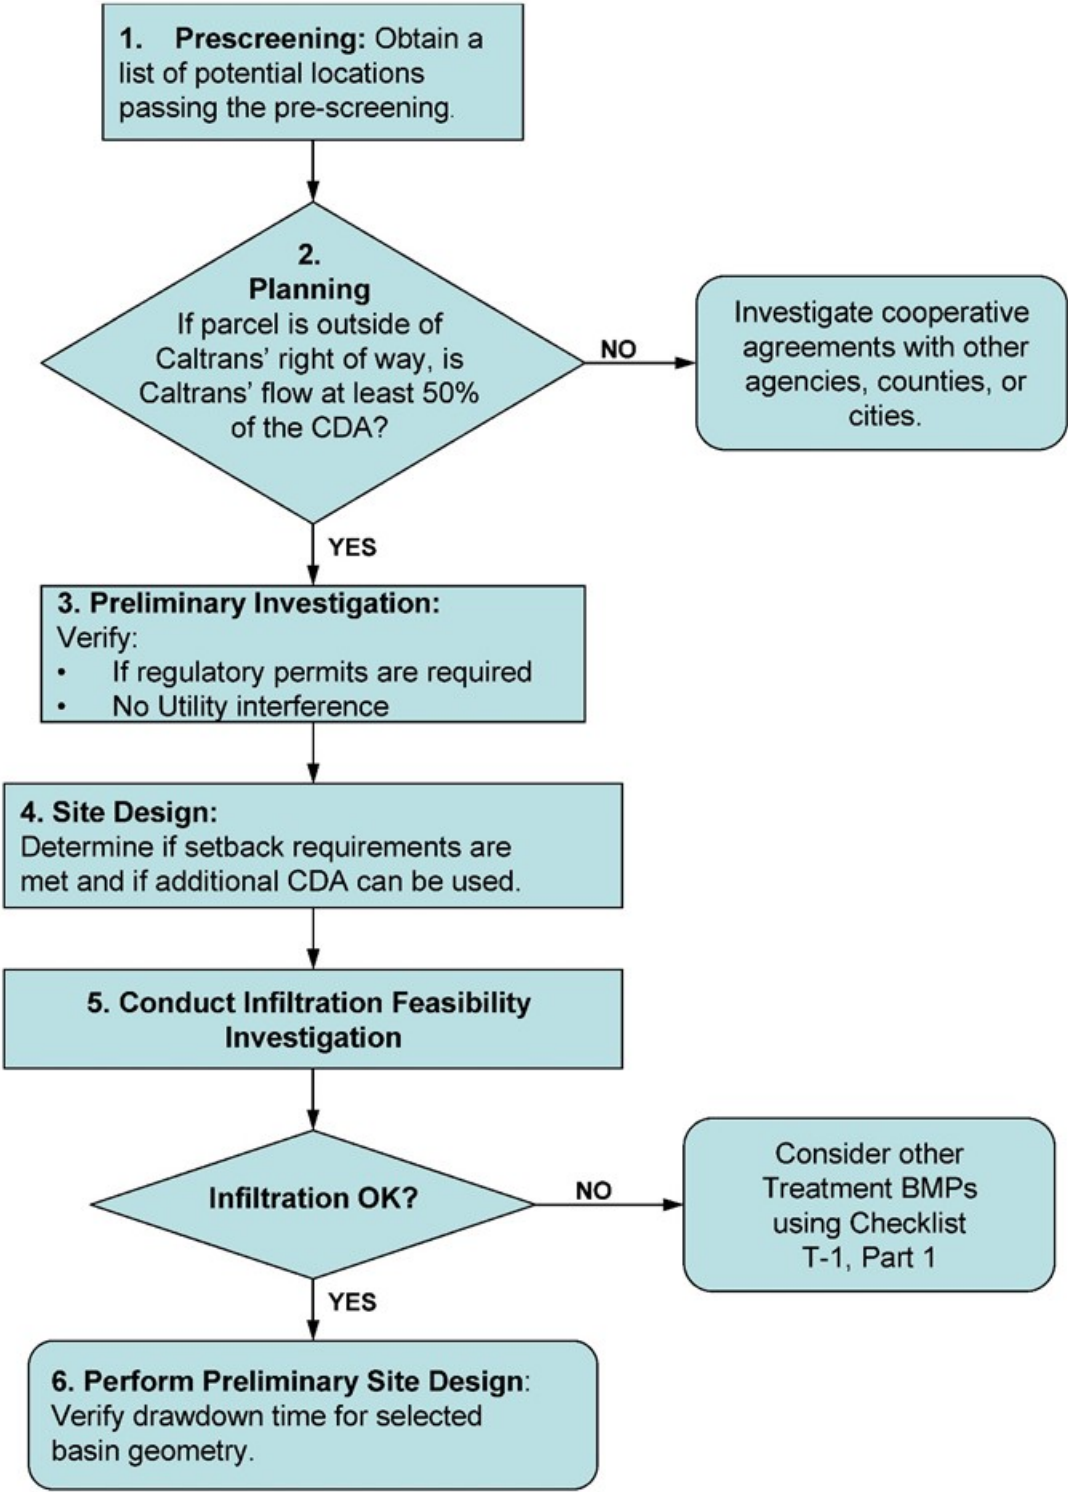 1. Prescreening: Obtain a
list of potential locations
passing the pre-screening.
2.
Planning
If parcel is outside of
Caltrans' right of way, is
Caltrans' flow at least 50%
of the CDA?
NO
Investigate cooperative
agreements with other
agencies, counties, or
cities.
YES
3. Preliminary Investigation:
Verify:
• If regulatory permits are required
• No Utility interference
4. Site Design:
Determine if setback requirements are
met and if additional CDA can be used.
5. Conduct Infiltration Feasibility
Investigation
Infiltration OK?
NO
Consider other
Treatment BMPs
using Checklist
T-1, Part 1
YES
6. Perform Preliminary Site Design:
Verify drawdown time for selected
basin geometry.